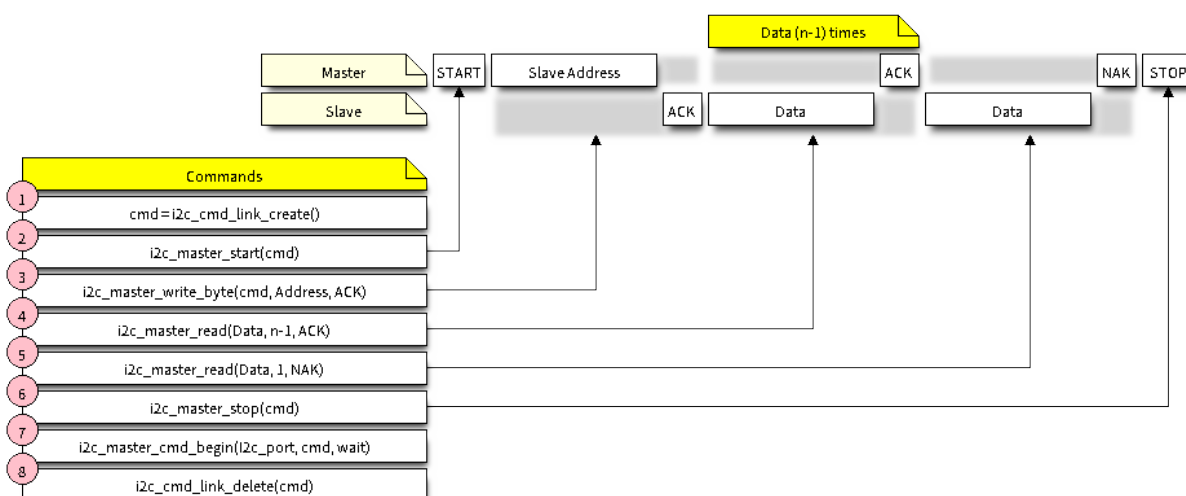 Data (n-1) times
Master START Slave Address ACK NAK STOP
Slave ACK Data Data
Commands
1
cmd = i2c_cmd_link_create()
2
i2c_master_start(cmd)
3
i2c_master_write_byte(cmd, Address, ACK)
4
i2c_master_read(Data, n-1, ACK)
5
i2c_master_read(Data, 1, NAK)
6
i2c_master_stop(cmd)
7
i2c_master_cmd_begin(I2c_port, cmd, wait)
8
i2c_cmd_link_delete(cmd)